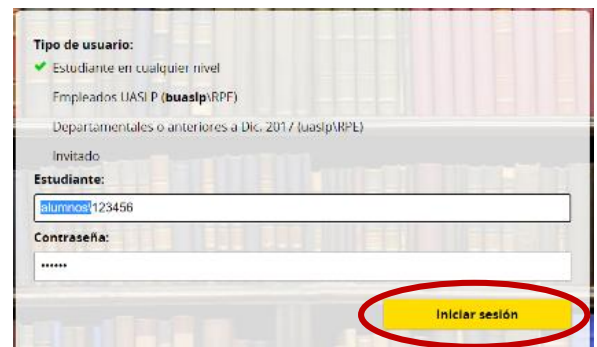 Tipo de usuario:
Estudiante en cualquier nivel
Empleados UASLP (buaslp\RPE)
Departamentales o anteriores a Dic. 2017 (uaslp\RPE)
Invitado
Estudiante:
alumnos\123456
Contraseña:
••••••
Iniciar sesión